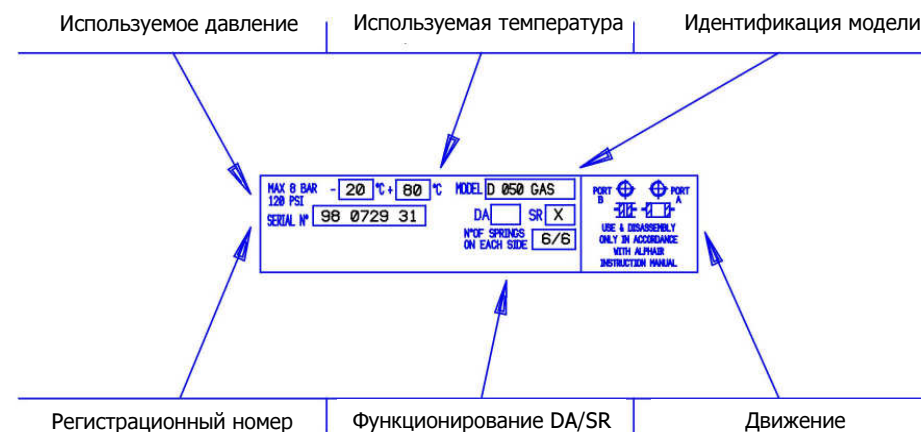 Используемое давление
Используемая температура
Идентификация модели
MAX 8 BAR
120 PSI
- 20 °C + 80 °C
MODEL D 050 GAS
SERIAL N° 98 0729 31
DA SR X
N°OF SPRINGS
ON EACH SIDE 6/6
PORT
B
PORT
A
USE & DISASSEMBLY
ONLY IN ACCORDANCE
WITH ALPHAIR
INSTRUCTION MANUAL
Регистрационный номер
Функционирование DA/SR
Движение